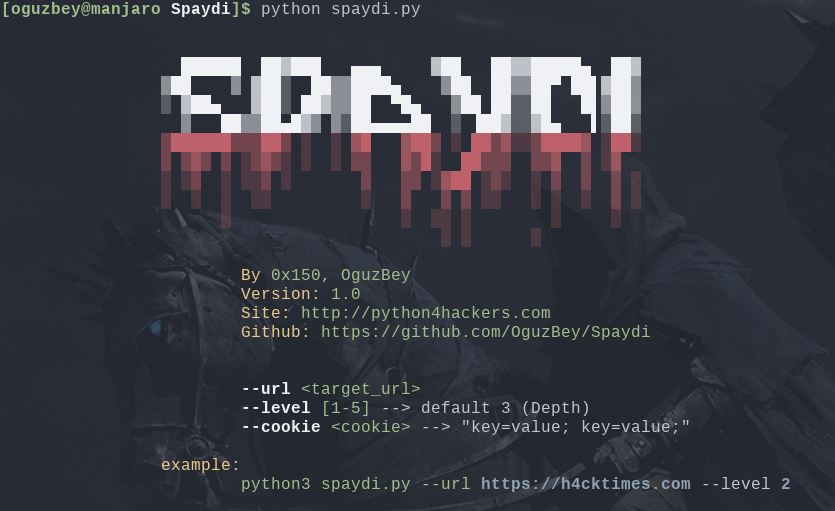 [oguzbey@manjaro Spaydi]$ python spaydi.py
SPAYDI
By 0x150, OguzBey
Version: 1.0
Site: http://python4hackers.com
Github: https://github.com/OguzBey/Spaydi
--url <target_url>
--level [1-5] --> default 3 (Depth)
--cookie <cookie> --> "key=value; key=value;"
example:
python3 spaydi.py --url https://h4cktimes.com --level 2